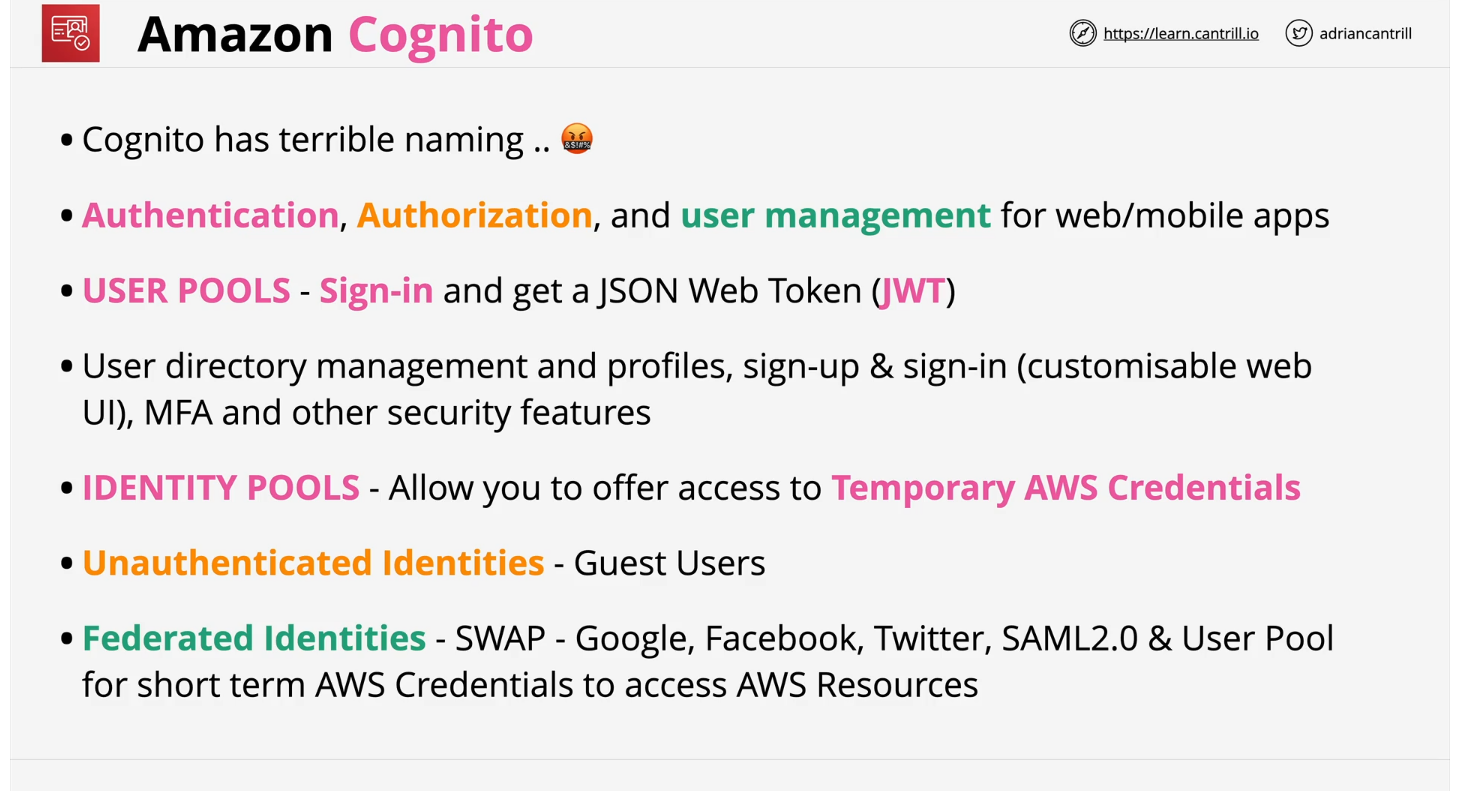 Amazon Cognito
https://learn.cantrill.io
adriancantrill
• Cognito has terrible naming .. 🤬
• Authentication, Authorization, and user management for web/mobile apps
• USER POOLS - Sign-in and get a JSON Web Token (JWT)
• User directory management and profiles, sign-up & sign-in (customisable web
UI), MFA and other security features
• IDENTITY POOLS - Allow you to offer access to Temporary AWS Credentials
• Unauthenticated Identities - Guest Users
• Federated Identities - SWAP - Google, Facebook, Twitter, SAML2.0 & User Pool
for short term AWS Credentials to access AWS Resources